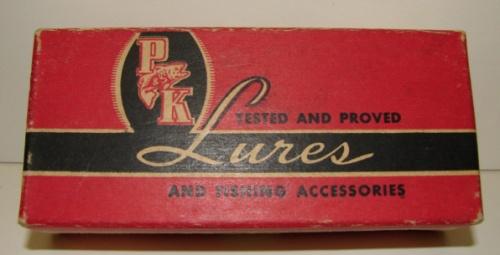 P
K
TESTED AND PROVED
Lures
AND FISHING ACCESSORIES